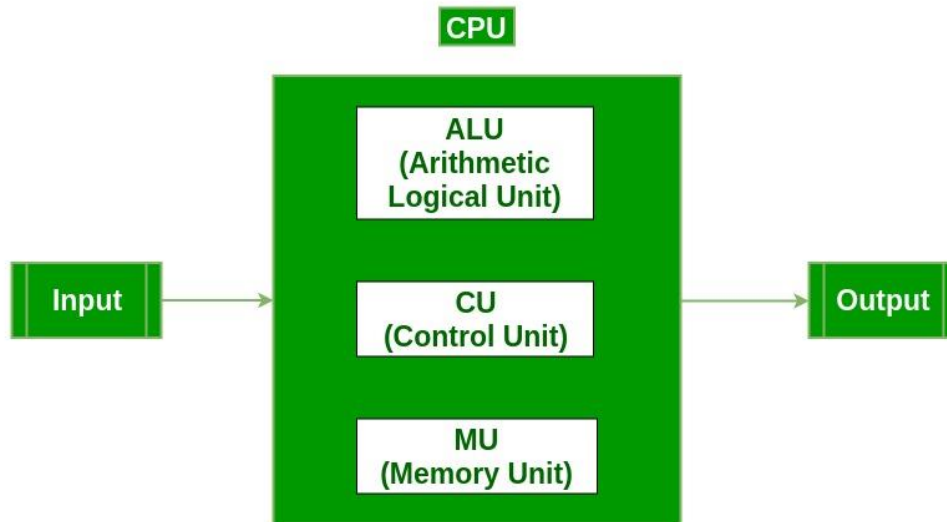 CPU
ALU
(Arithmetic
Logical Unit)
Input
CU
(Control Unit)
Output
MU
(Memory Unit)